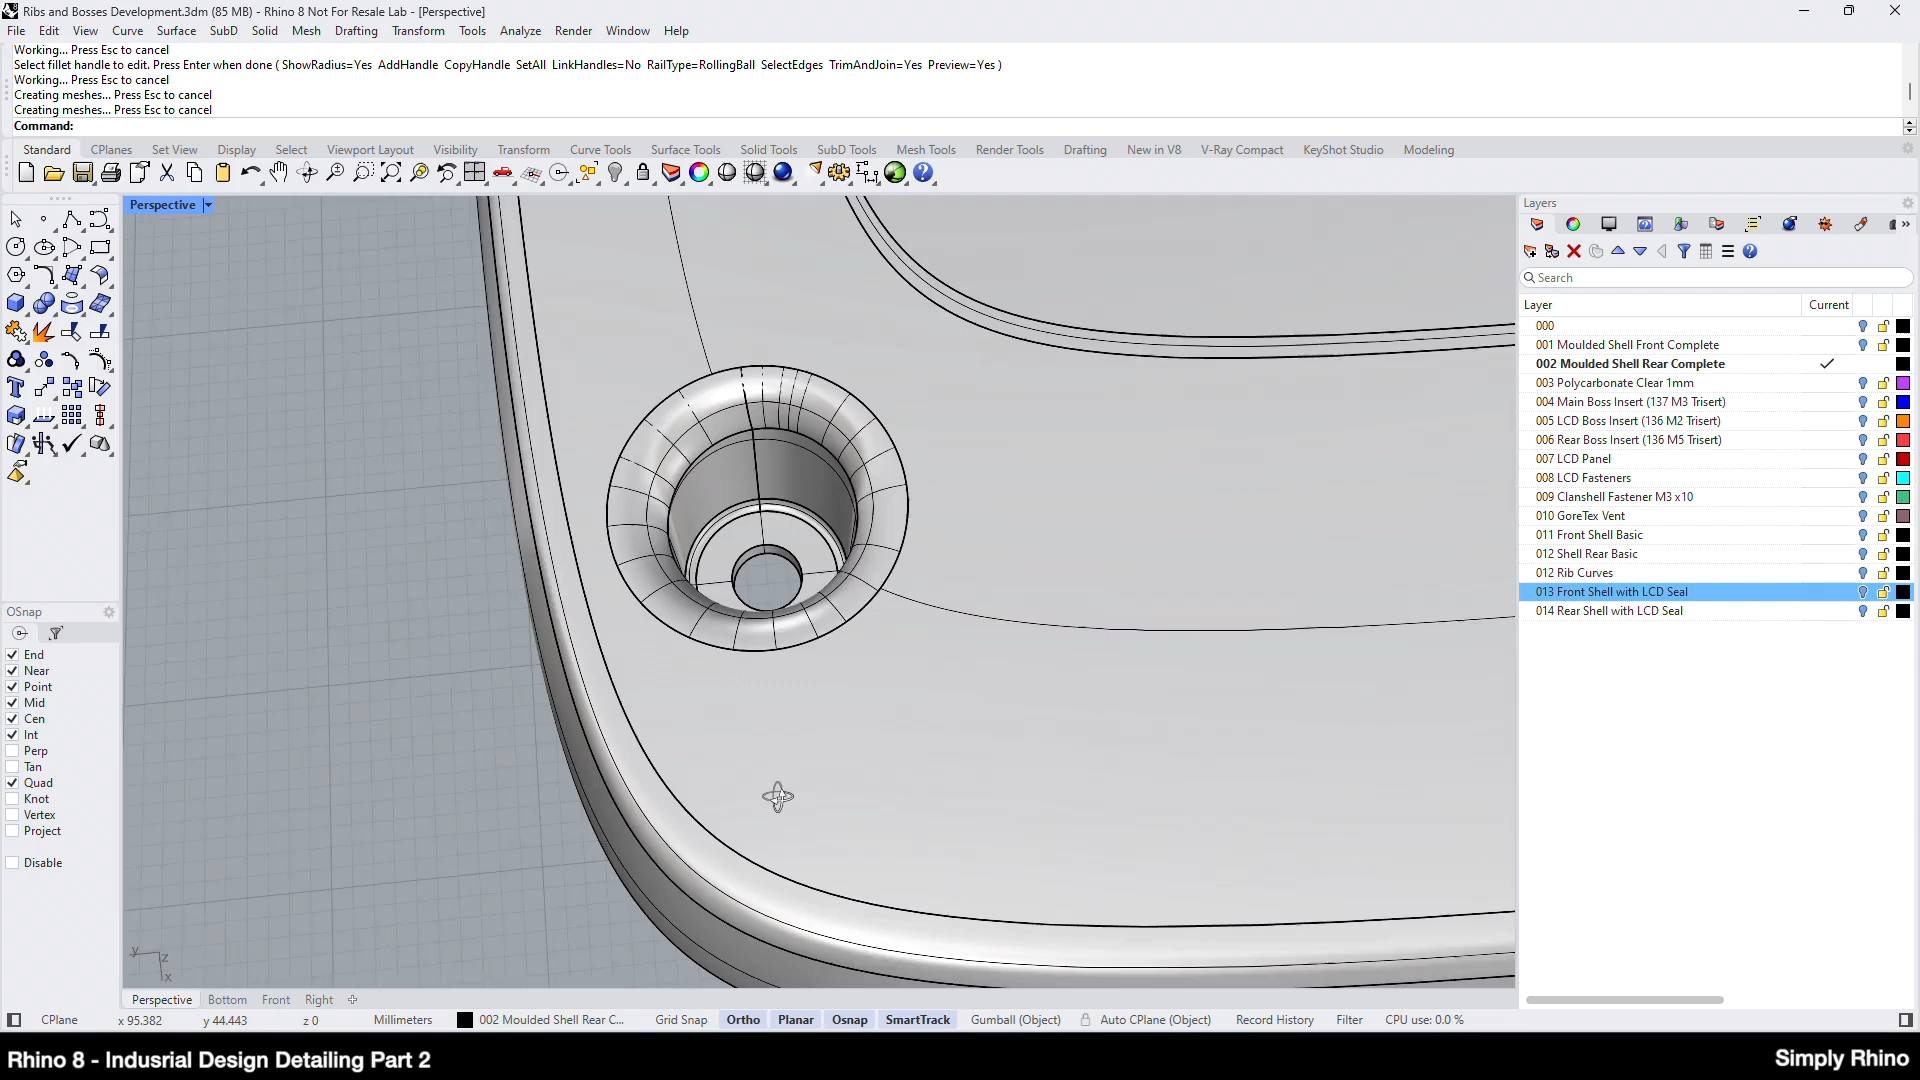 Ribs and Bosses Development.3dm (85 MB) - Rhino 8 Not For Resale Lab - [Perspective]
File Edit View Curve Surface SubD Solid Mesh Drafting Transform Tools Analyze Render Window Help
Working... Press Esc to cancel
Select fillet handle to edit. Press Enter when done ( ShowRadius=Yes AddHandle CopyHandle SetAll LinkHandles=No RailType=RollingBall SelectEdges TrimAndJoin=Yes Preview=Yes )
Working... Press Esc to cancel
Creating meshes... Press Esc to cancel
Creating meshes... Press Esc to cancel
Command:
Standard CPlanes Set View Display Select Viewport Layout Visibility Transform Curve Tools Surface Tools Solid Tools SubD Tools Mesh Tools Render Tools Drafting New in V8 V-Ray Compact KeyShot Studio Modeling
Perspective
Layers
Search
Layer Current
000
001 Moulded Shell Front Complete
002 Moulded Shell Rear Complete
003 Polycarbonate Clear 1mm
004 Main Boss Insert (137 M3 Trisert)
005 LCD Boss Insert (136 M2 Trisert)
006 Rear Boss Insert (136 M5 Trisert)
007 LCD Panel
008 LCD Fasteners
009 Clanshell Fastener M3 x10
010 GoreTex Vent
011 Front Shell Basic
012 Shell Rear Basic
012 Rib Curves
013 Front Shell with LCD Seal
014 Rear Shell with LCD Seal
OSnap
End
Near
Point
Mid
Cen
Int
Perp
Tan
Quad
Knot
Vertex
Project
Disable
y z
x
Perspective Bottom Front Right
CPlane x 95.382 y 44.443 z 0 Millimeters 002 Moulded Shell Rear C... Grid Snap Ortho Planar Osnap SmartTrack Gumball (Object) Auto CPlane (Object) Record History Filter CPU use: 0.0 %
Rhino 8 - Indusrial Design Detailing Part 2
Simply Rhino